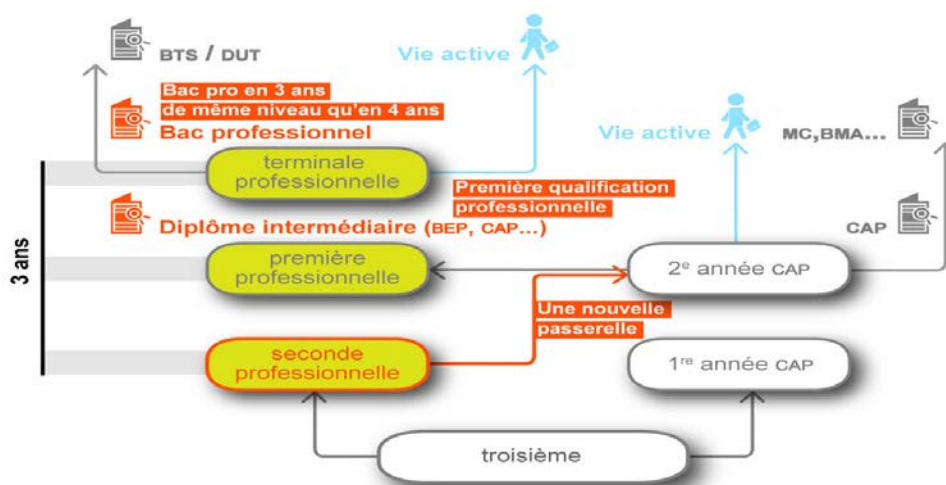 BTS / DUT
Vie active
Bac pro en 3 ans
de même niveau qu'en 4 ans
Bac professionnel
Vie active
MC,BMA...
terminale
professionnelle
Première qualification
professionnelle
Diplôme intermédiaire (BEP, CAP...)
CAP
3 ans
première
professionnelle
2e année CAP
Une nouvelle
passerelle
seconde
professionnelle
1re année CAP
troisième